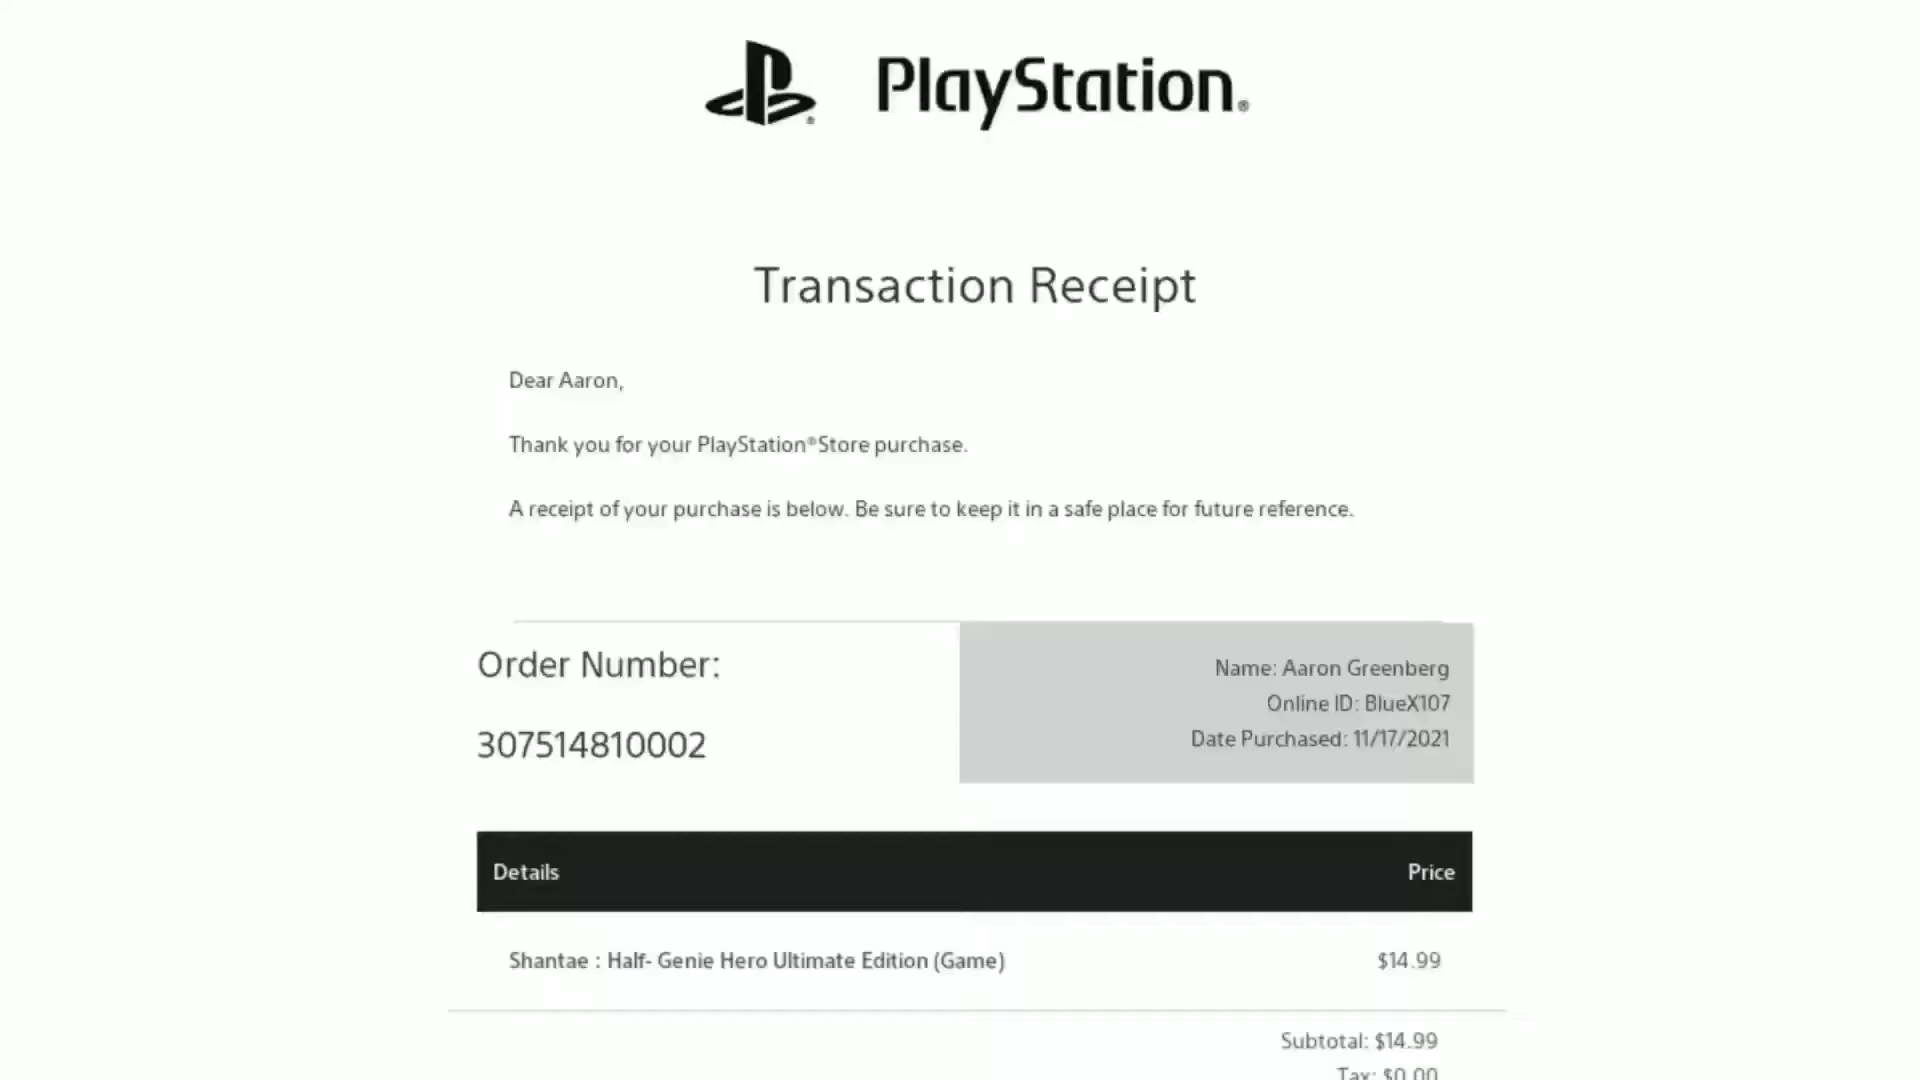 PlayStation®
Transaction Receipt
Dear Aaron,
Thank you for your PlayStation®Store purchase.
A receipt of your purchase is below. Be sure to keep it in a safe place for future reference.
Order Number:
307514810002
Name: Aaron Greenberg
Online ID: BlueX107
Date Purchased: 11/17/2021
Details Price
Shantae : Half- Genie Hero Ultimate Edition (Game) $14.99
Subtotal: $14.99
Tax: $0.00